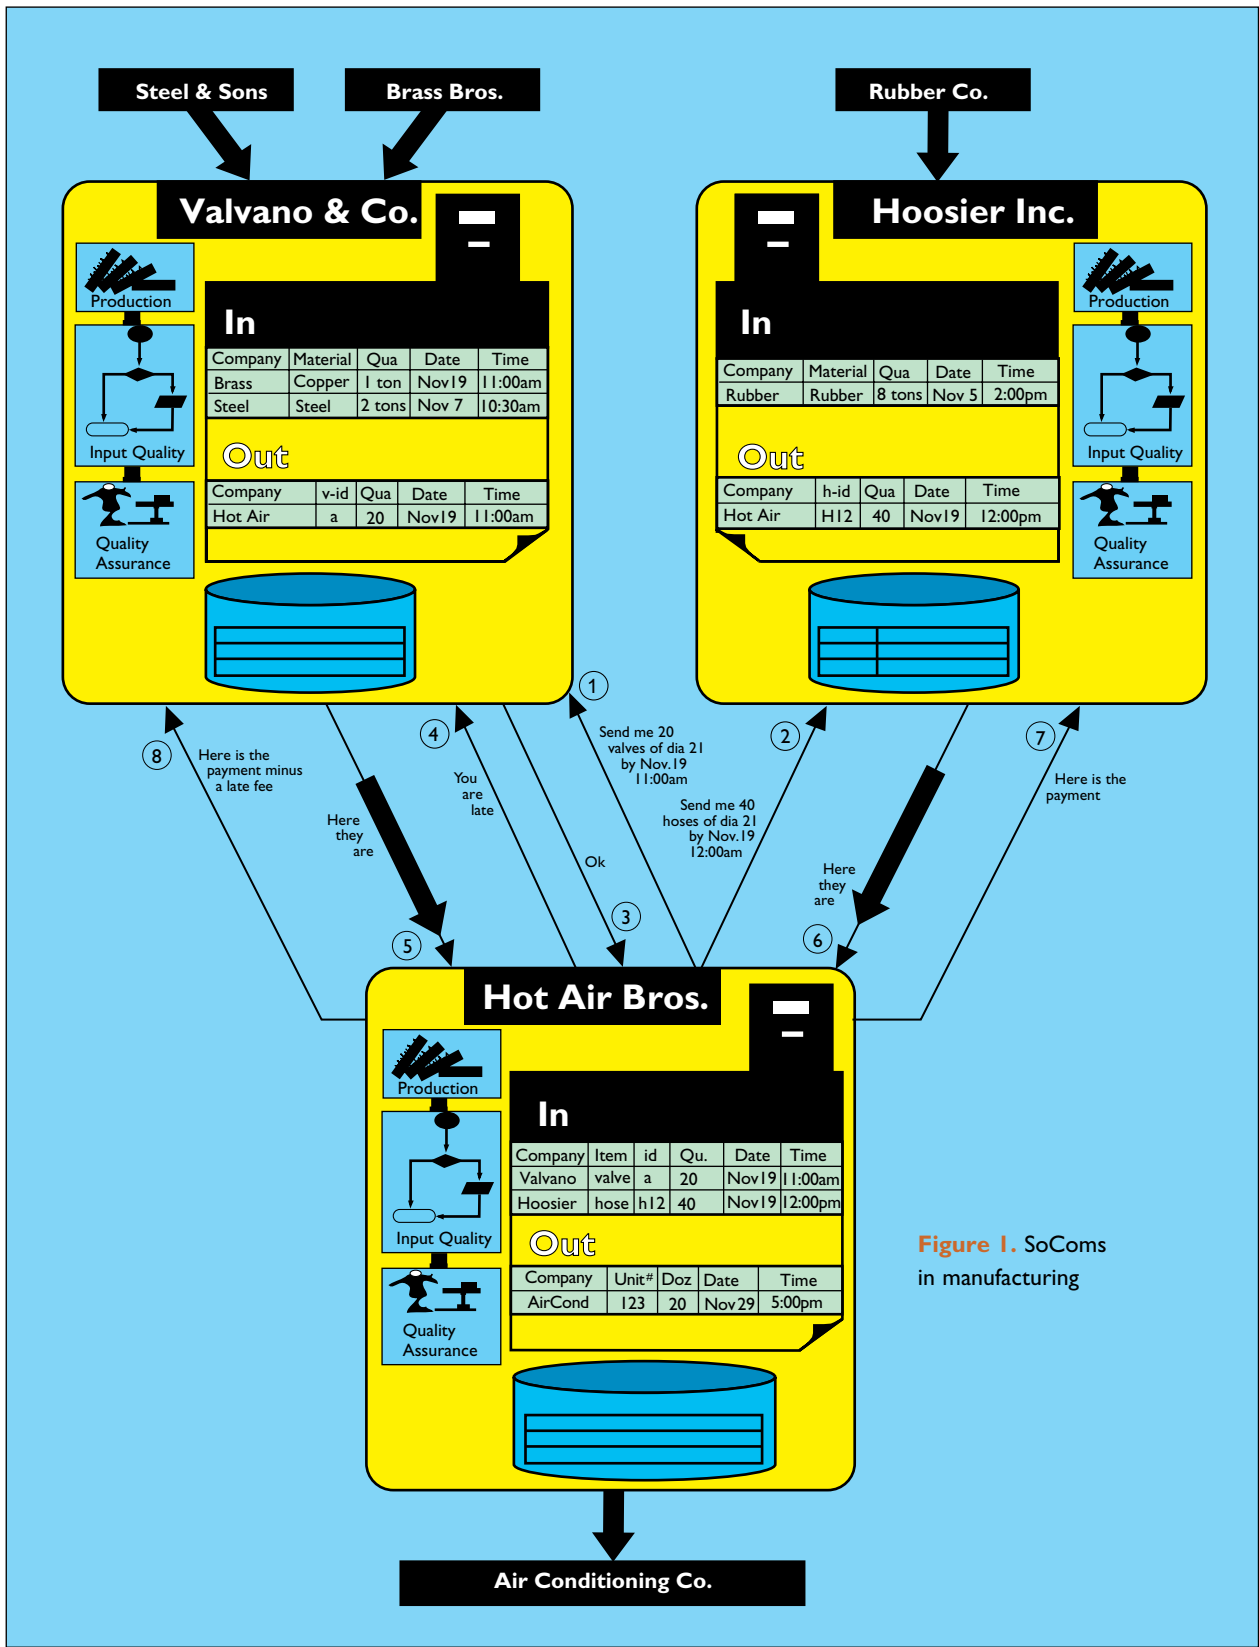 Steel & Sons
Brass Bros.
Rubber Co.
Valvano & Co.
Production
Input Quality
Quality
Assurance
In
Company Material Qua Date Time
Brass Copper 1 ton Nov19 11:00am
Steel Steel 2 tons Nov 7 10:30am
Out
Company v-id Qua Date Time
Hot Air a 20 Nov19 11:00am
Hoosier Inc.
In
Company Material Qua Date Time
Rubber Rubber 8 tons Nov 5 2:00pm
Out
Company h-id Qua Date Time
Hot Air H12 40 Nov19 12:00pm
Production
Input Quality
Quality
Assurance
1
Send me 20
valves of dia 21
by Nov.19
11:00am
2
Send me 40
hoses of dia 21
by Nov.19
12:00am
3
Ok
4
You
are
late
5
Here
they
are
6
Here
they
are
7
Here is the
payment
8
Here is the
payment minus
a late fee
Hot Air Bros.
Production
Input Quality
Quality
Assurance
In
Company Item id Qu. Date Time
Valvano valve a 20 Nov19 11:00am
Hoosier hose h12 40 Nov19 12:00pm
Out
Company Unit# Doz Date Time
AirCond 123 20 Nov29 5:00pm
Air Conditioning Co.
Figure 1. SoComs
in manufacturing